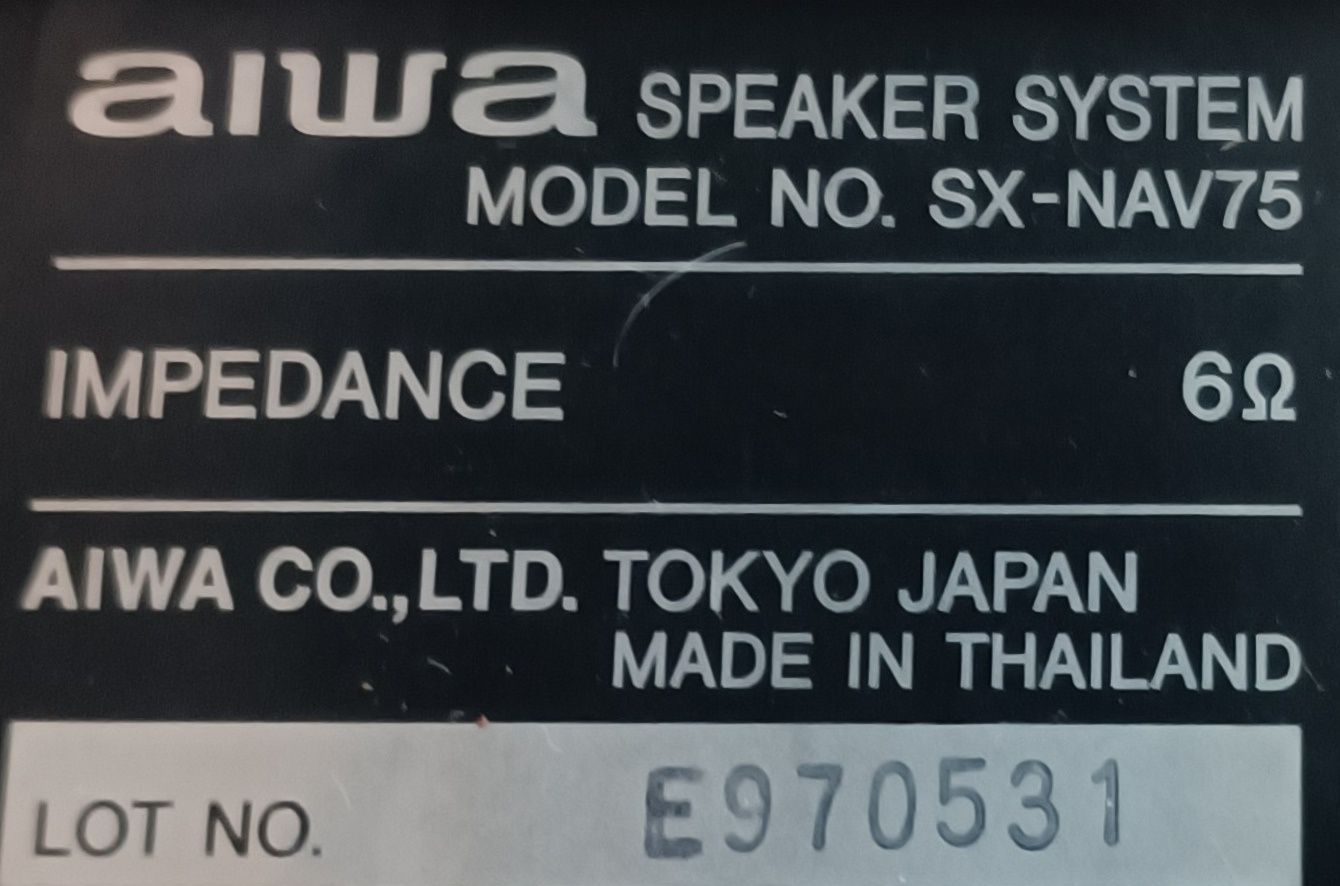 aiwa SPEAKER SYSTEM
MODEL NO. SX-NAV75
IMPEDANCE 6Ω
AIWA CO.,LTD. TOKYO JAPAN
MADE IN THAILAND
LOT NO. E970531